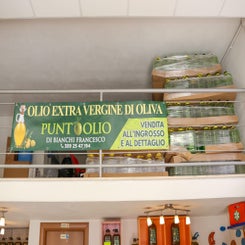 OLIO EXTRA VERGINE DI OLIVA
PUNTOOLIO
DI BIANCHI FRANCESCO
VENDITA
ALL'INGROSSO
E AL DETTAGLIO